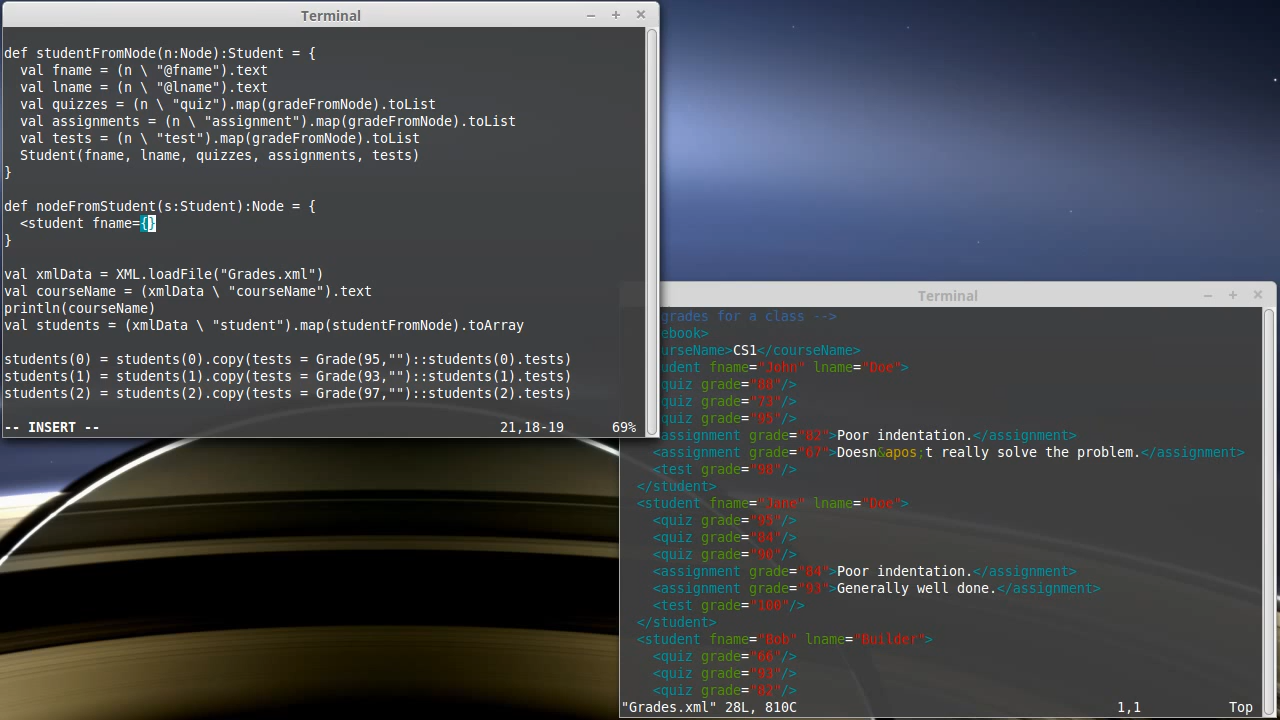 Terminal
def studentFromNode(n:Node):Student = {
  val fname = (n \ "@fname").text
  val lname = (n \ "@lname").text
  val quizzes = (n \ "quiz").map(gradeFromNode).toList
  val assignments = (n \ "assignment").map(gradeFromNode).toList
  val tests = (n \ "test").map(gradeFromNode).toList
  Student(fname, lname, quizzes, assignments, tests)
}
def nodeFromStudent(s:Student):Node = {
  <student fname={}
}
val xmlData = XML.loadFile("Grades.xml")
val courseName = (xmlData \ "courseName").text
println(courseName)
val students = (xmlData \ "student").map(studentFromNode).toArray
students(0) = students(0).copy(tests = Grade(95,"")::students(0).tests)
students(1) = students(1).copy(tests = Grade(93,"")::students(1).tests)
students(2) = students(2).copy(tests = Grade(97,"")::students(2).tests)
-- INSERT -- 21,18-19 69%
Terminal
grades for a class -->
ebook>
urseName>CS1</courseName>
udent fname="John" lname="Doe">
quiz grade="88"/>
quiz grade="73"/>
quiz grade="95"/>
assignment grade="82">Poor indentation.</assignment>
<assignment grade="67">Doesn&apos;t really solve the problem.</assignment>
<test grade="98"/>
</student>
<student fname="Jane" lname="Doe">
<quiz grade="95"/>
<quiz grade="84"/>
<quiz grade="90"/>
<assignment grade="84">Poor indentation.</assignment>
<assignment grade="93">Generally well done.</assignment>
<test grade="100"/>
</student>
<student fname="Bob" lname="Builder">
<quiz grade="66"/>
<quiz grade="93"/>
<quiz grade="82"/>
"Grades.xml" 28L, 810C 1,1 Top